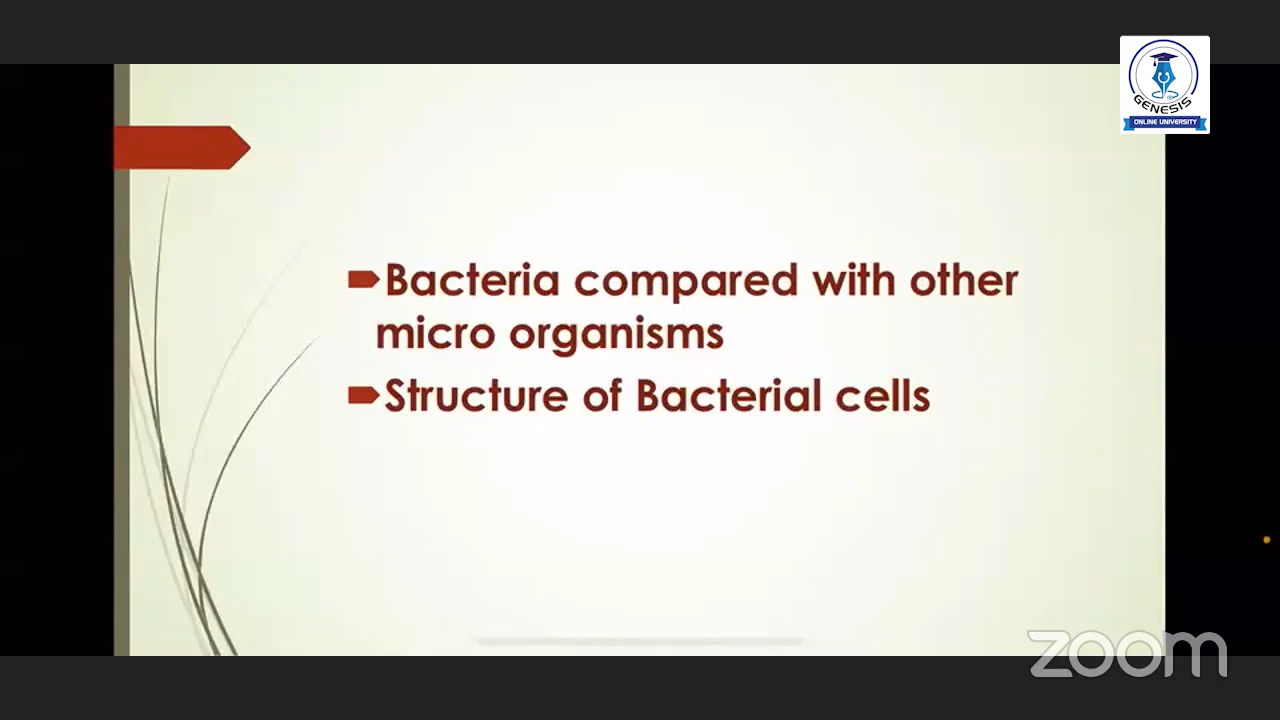 GENESIS
ONLINE UNIVERSITY
Bacteria compared with other
micro organisms
Structure of Bacterial cells
zoom